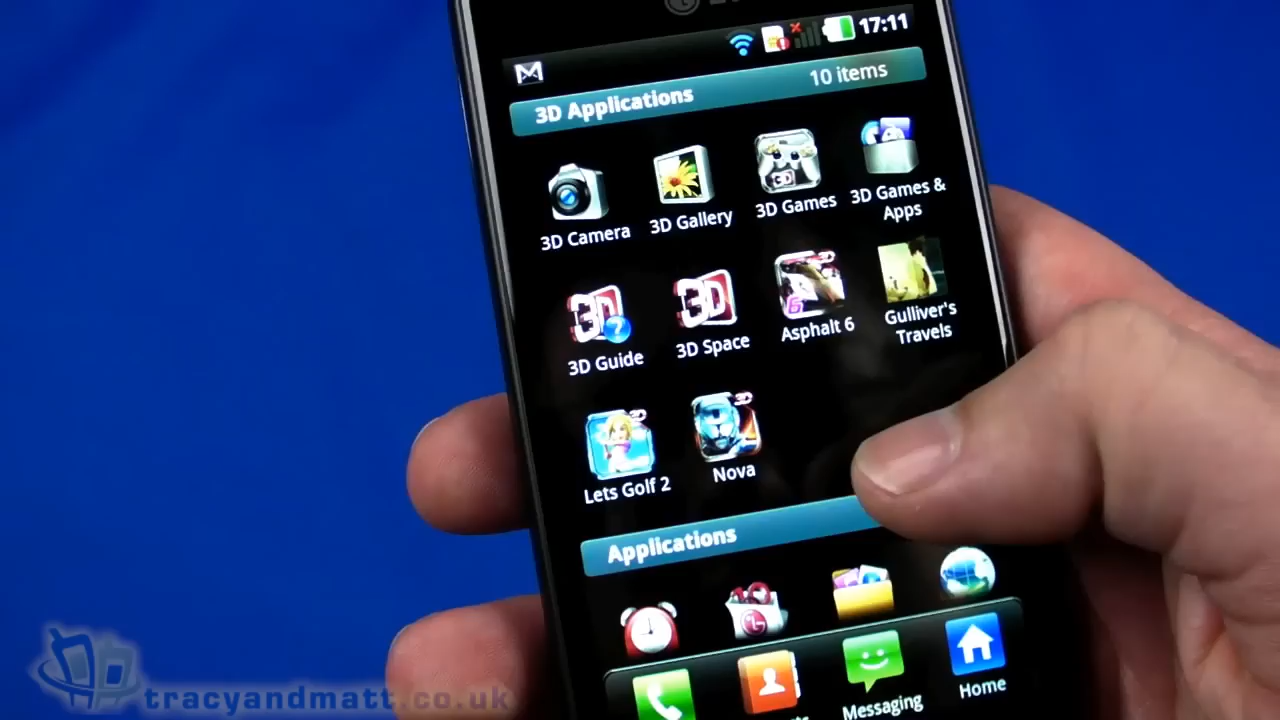 17:11
3D Applications 10 items
3D Camera
3D Gallery
3D Games
3D Games &
Apps
3D Guide
3D Space
Asphalt 6
Gulliver's
Travels
Lets Golf 2
Nova
Applications
Messaging
Home
tracyandmatt.co.uk